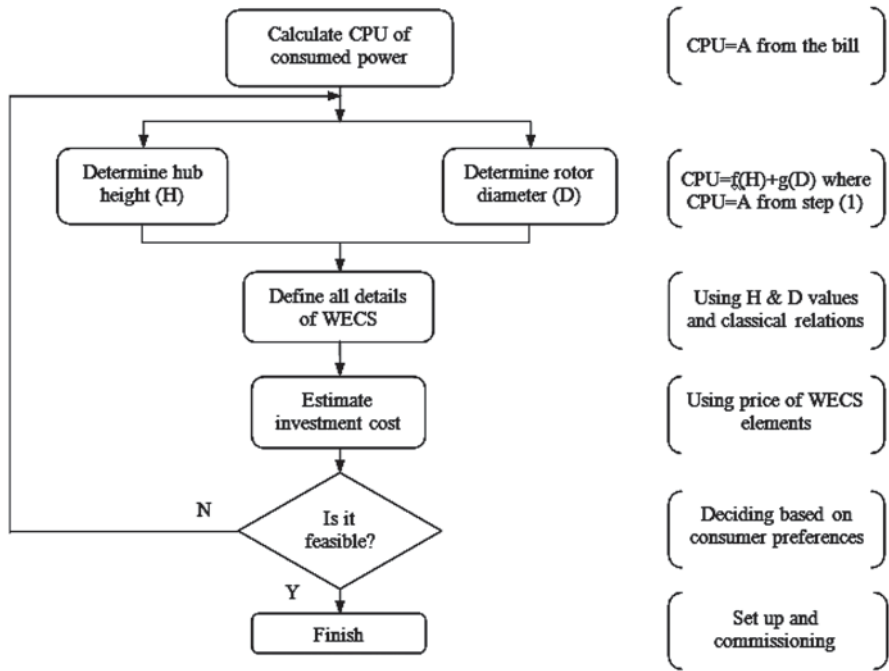 Calculate CPU of
consumed power
CPU=A from the bill
Determine hub
height (H)
Determine rotor
diameter (D)
CPU=f(H)+g(D) where
CPU=A from step (1)
Define all details
of WECS
Using H & D values
and classical relations
Estimate
investment cost
Using price of WECS
elements
N
Is it
feasible?
Deciding based on
consumer preferences
Y
Finish
Set up and
commissioning